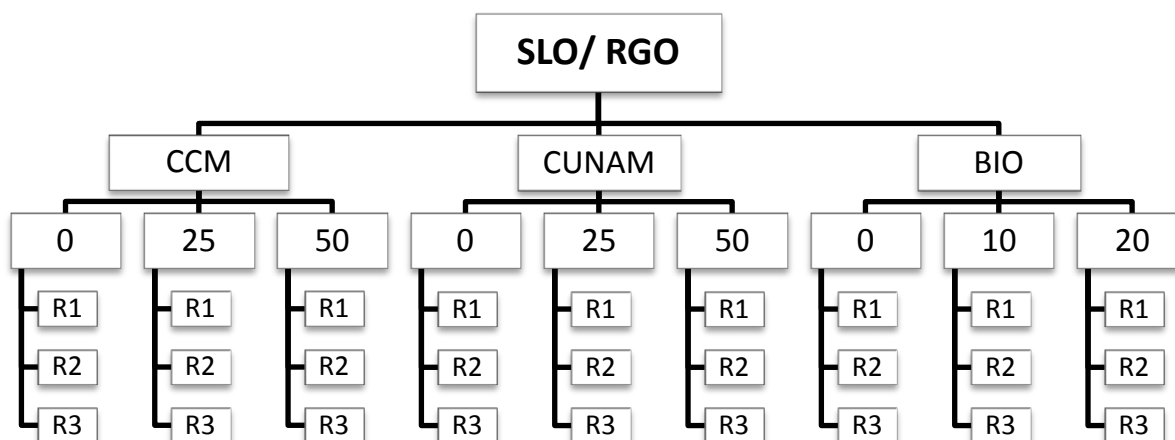 SLO/ RGO
CCM CUNAM BIO
0 25 50 0 25 50 0 10 20
R1 R1 R1 R1 R1 R1 R1 R1 R1
R2 R2 R2 R2 R2 R2 R2 R2 R2
R3 R3 R3 R3 R3 R3 R3 R3 R3